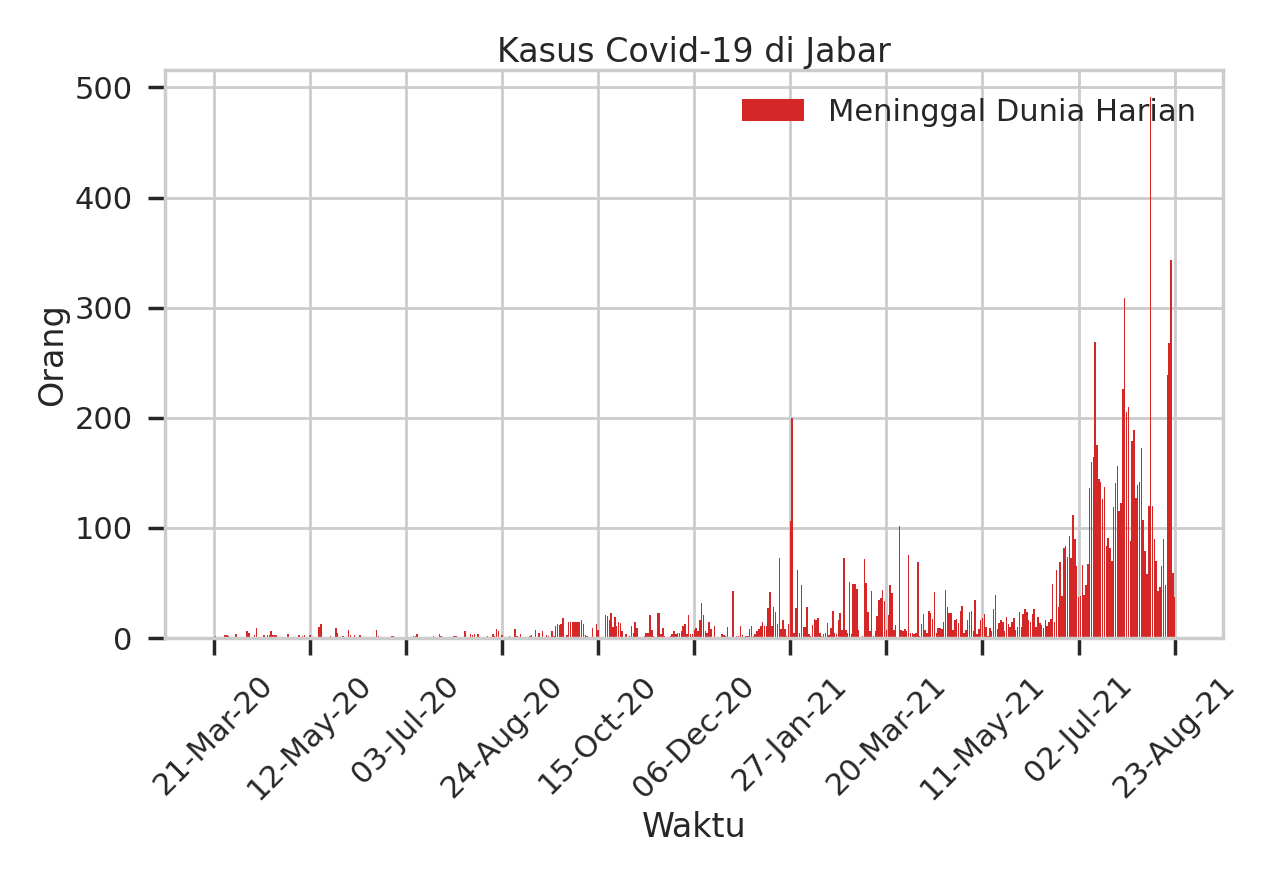 Kasus Covid-19 di Jabar
Meninggal Dunia Harian
500
400
300
200
100
0
Orang
21-Mar-20
12-May-20
03-Jul-20
24-Aug-20
15-Oct-20
06-Dec-20
27-Jan-21
20-Mar-21
11-May-21
02-Jul-21
23-Aug-21
Waktu